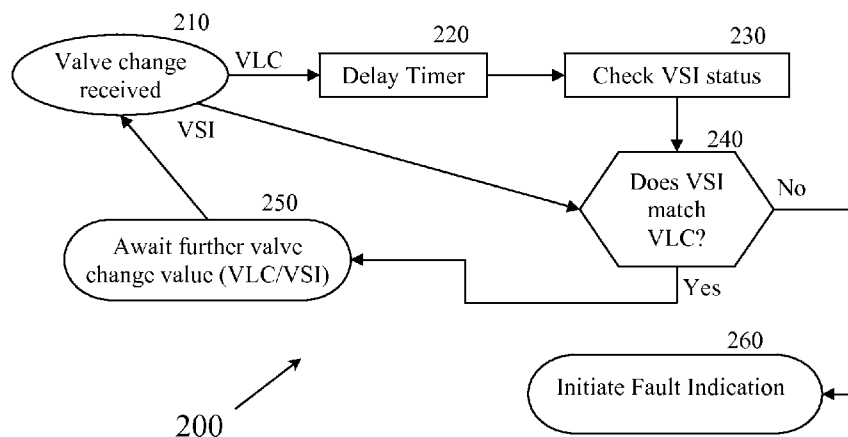 210
Valve change
received
VLC
VSI
220
Delay Timer
230
Check VSI status
240
Does VSI
match
VLC?
No
Yes
250
Await further valve
change value (VLC/VSI)
260
Initiate Fault Indication
200